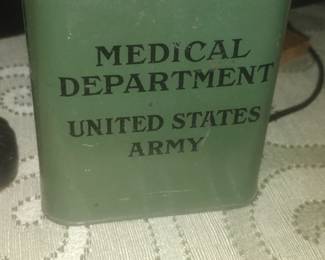 MEDICAL
DEPARTMENT
UNITED STATES
ARMY